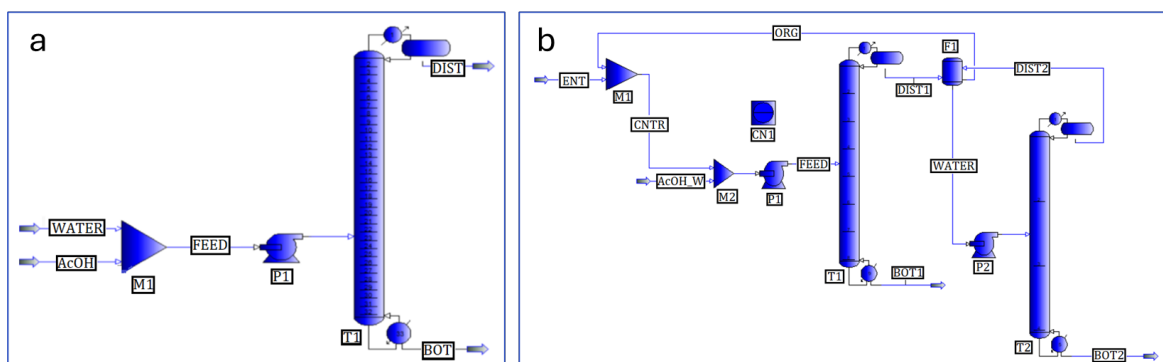 a
DIST
WATER
FEED
AcOH
M1
P1
T1
BOT
b
ORG
F1
ENT
DIST2
M1
DIST1
CN1
CNTR
FEED
WATER
AcOH_W
M2
P1
P2
T1
BOT1
T2
BOT2